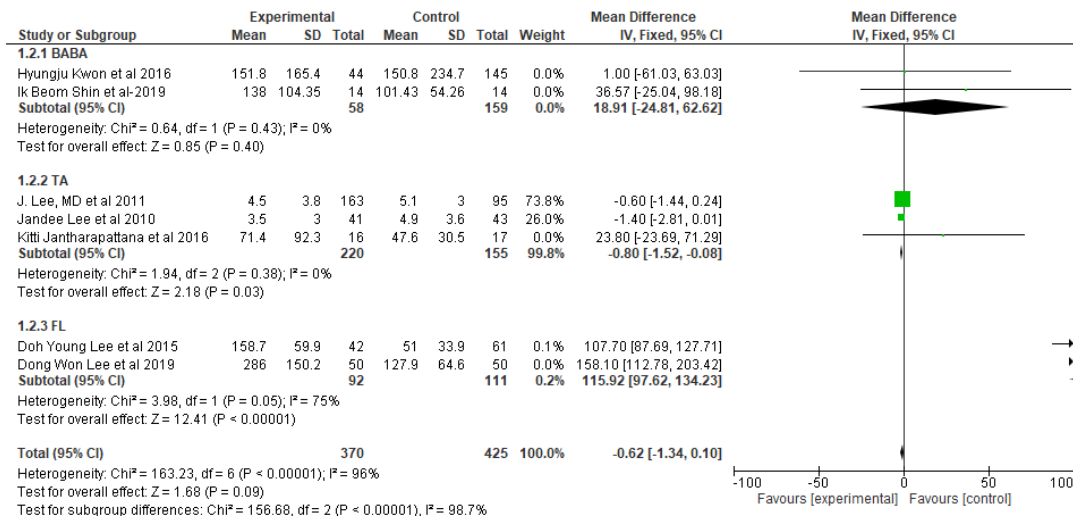 Experimental Control Mean Difference Mean Difference
Study or Subgroup Mean SD Total Mean SD Total Weight IV, Fixed, 95% CI IV, Fixed, 95% CI
1.2.1 BABA
Hyungju Kwon et al 2016 151.8 165.4 44 150.8 234.7 145 0.0% 1.00 [-61.03, 63.03]
Ik Beom Shin et al-2019 138 104.35 14 101.43 54.26 14 0.0% 36.57 [-25.04, 98.18]
Subtotal (95% CI) 58 159 0.0% 18.91 [-24.81, 62.62]
Heterogeneity: Chi² = 0.64, df = 1 (P = 0.43); I² = 0%
Test for overall effect: Z = 0.85 (P = 0.40)
1.2.2 TA
J. Lee, MD et al 2011 4.5 3.8 163 5.1 3 95 73.8% -0.60 [-1.44, 0.24]
Jandee Lee et al 2010 3.5 3 41 4.9 3.6 43 26.0% -1.40 [-2.81, 0.01]
Kitti Jantharapattana et al 2016 71.4 92.3 16 47.6 30.5 17 0.0% 23.80 [-23.69, 71.29]
Subtotal (95% CI) 220 155 99.8% -0.80 [-1.52, -0.08]
Heterogeneity: Chi² = 1.94, df = 2 (P = 0.38); I² = 0%
Test for overall effect: Z = 2.18 (P = 0.03)
1.2.3 FL
Doh Young Lee et al 2015 158.7 59.9 42 51 33.9 61 0.1% 107.70 [87.69, 127.71]
Dong Won Lee et al 2019 286 150.2 50 127.9 64.6 50 0.0% 158.10 [112.78, 203.42]
Subtotal (95% CI) 92 111 0.2% 115.92 [97.62, 134.23]
Heterogeneity: Chi² = 3.98, df = 1 (P = 0.05); I² = 75%
Test for overall effect: Z = 12.41 (P < 0.00001)
Total (95% CI) 370 425 100.0% -0.62 [-1.34, 0.10]
Heterogeneity: Chi² = 163.23, df = 6 (P < 0.00001); I² = 96%
Test for overall effect: Z = 1.68 (P = 0.09)
Test for subgroup differences: Chi² = 156.68, df = 2 (P < 0.00001), I² = 98.7%
-100 -50 0 50 100
Favours [experimental] Favours [control]